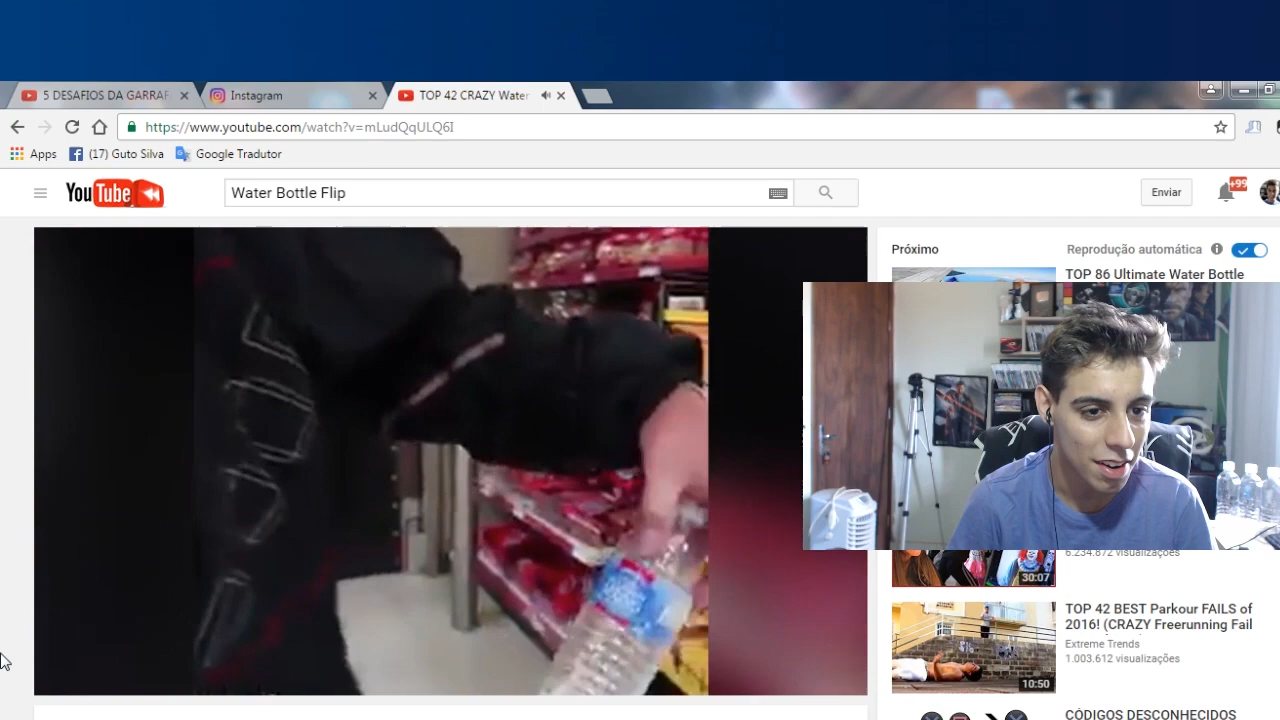 5 DESAFIOS DA GARRAF
Instagram
TOP 42 CRAZY Water
https://www.youtube.com/watch?v=mLudQqULQ6I
Apps
(17) Guto Silva
Google Tradutor
YouTube
Water Bottle Flip
Enviar
+99
Próximo
Reprodução automática
TOP 86 Ultimate Water Bottle
6.234.872 visualizações
30:07
TOP 42 BEST Parkour FAILS of
2016! (CRAZY Freerunning Fail
Extreme Trends
1.003.612 visualizações
10:50
CÓDIGOS DESCONHECIDOS